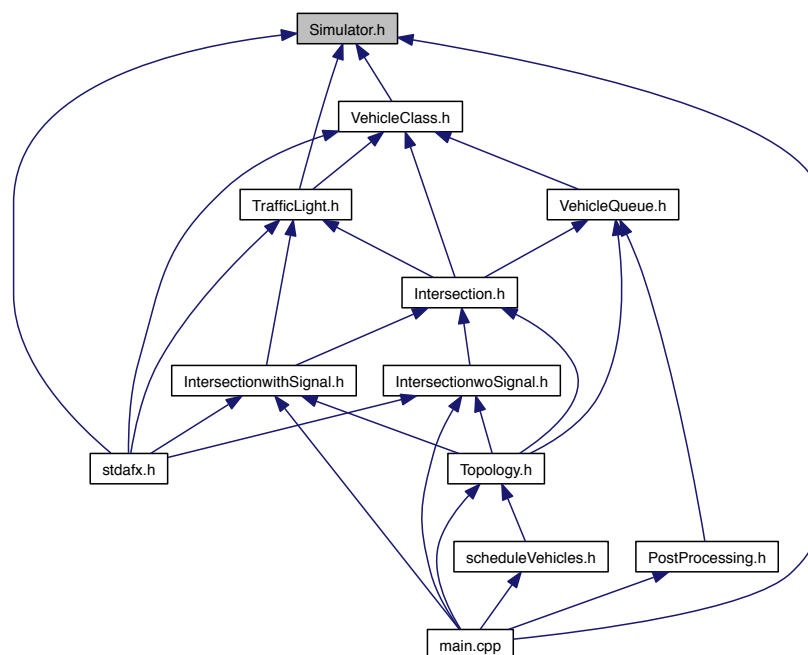 Simulator.h
VehicleClass.h
TrafficLight.h
VehicleQueue.h
Intersection.h
IntersectionwithSignal.h
IntersectionwoSignal.h
stdafx.h
Topology.h
scheduleVehicles.h
PostProcessing.h
main.cpp